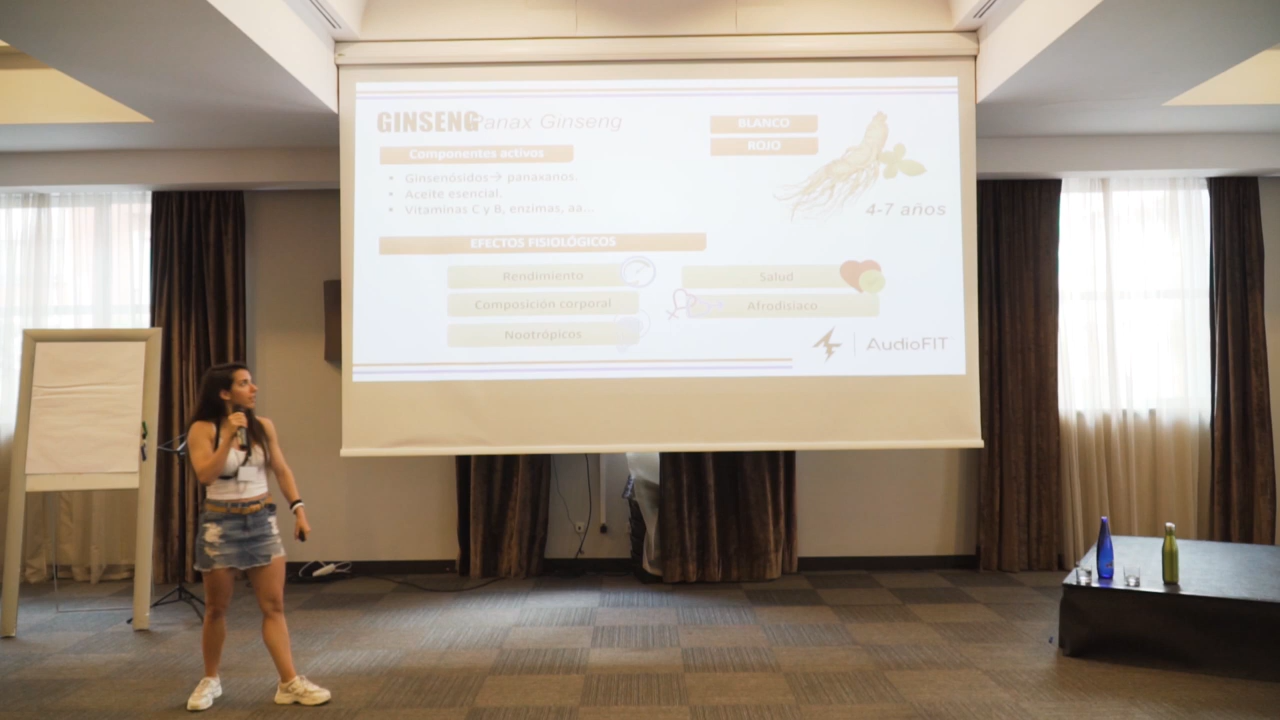 GINSENG Panax Ginseng
BLANCO
ROJO
Componentes activos
• Ginsenósidos→ panaxanos.
• Aceite esencial.
• Vitaminas C y B, enzimas, aa...
4-7 años
EFECTOS FISIOLÓGICOS
Rendimiento
Salud
Composición corporal
Afrodisíaco
Nootrópicos
AudioFIT